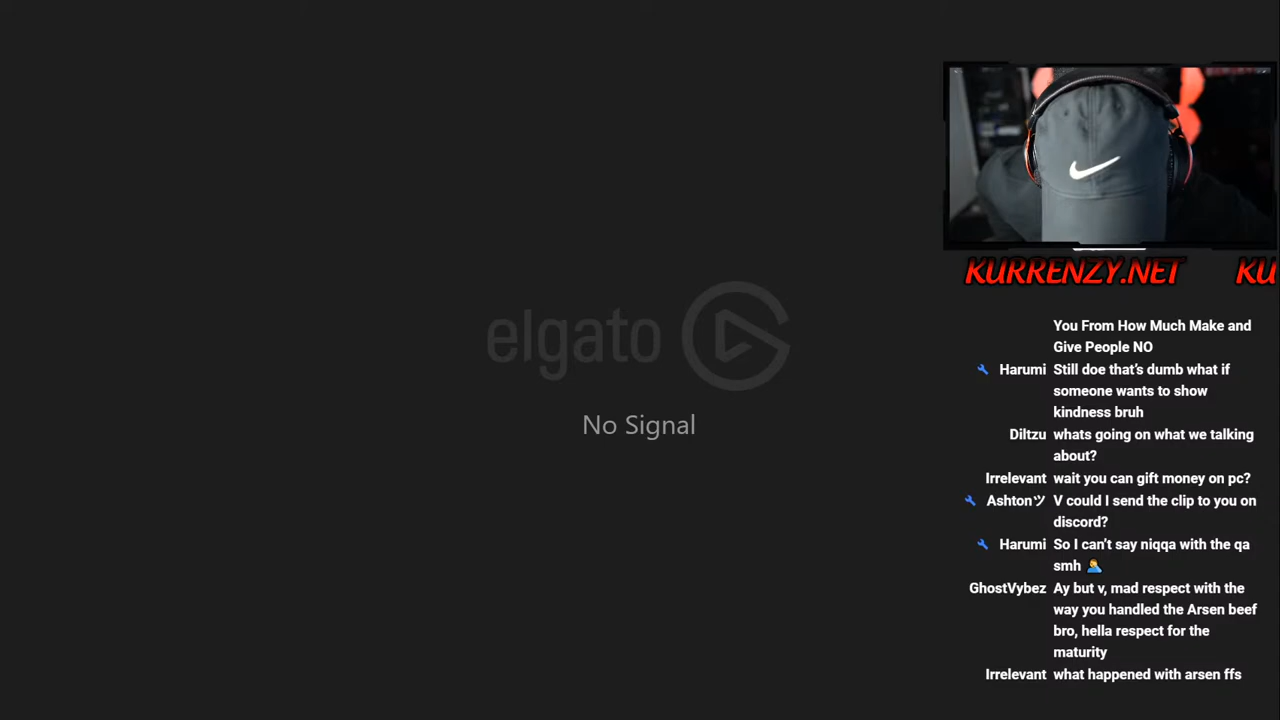 elgato
No Signal
KURRENZY.NET KU
You From How Much Make and
Give People NO
Harumi Still doe that's dumb what if
someone wants to show
kindness bruh
Diltzu whats going on what we talking
about?
Irrelevant wait you can gift money on pc?
Ashtonツ V could I send the clip to you on
discord?
Harumi So I can't say niqqa with the qa
smh 🤦‍♂️
GhostVybez Ay but v, mad respect with the
way you handled the Arsen beef
bro, hella respect for the
maturity
Irrelevant what happened with arsen ffs